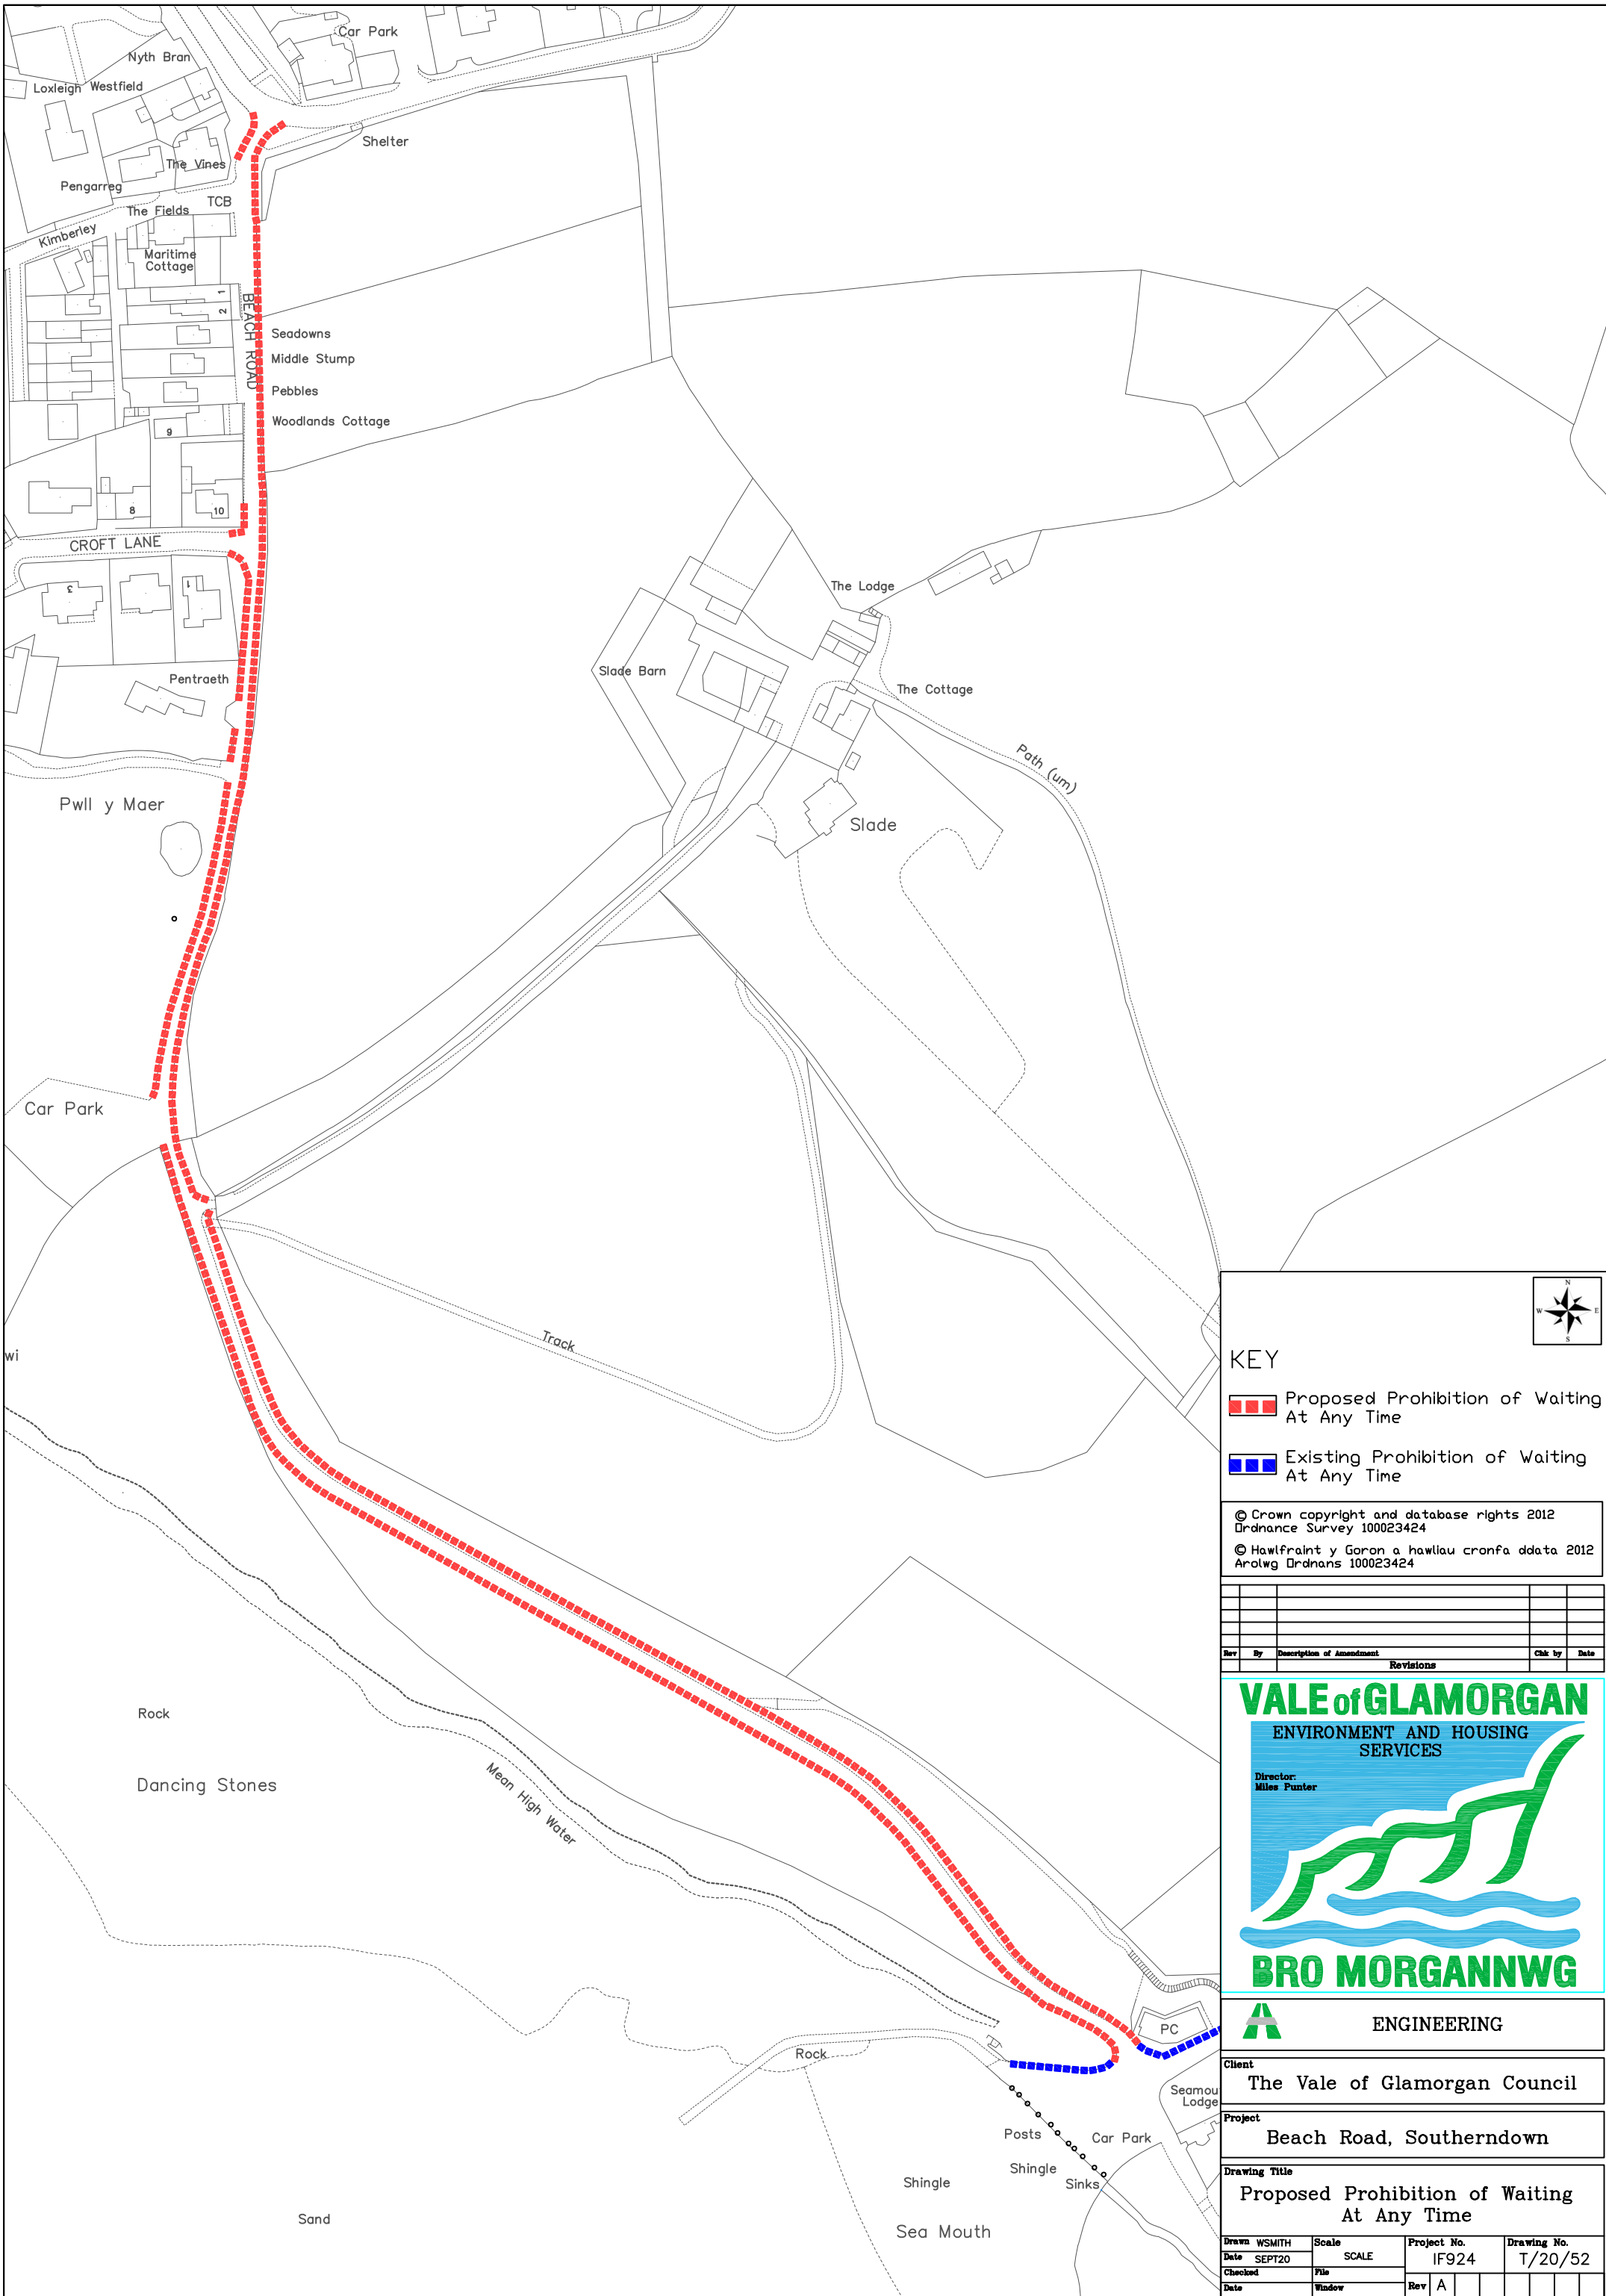 Car Park
Nyth Bran
Loxleigh
Westfield
Shelter
The Vines
Pengarreg
TCB
The Fields
Kimberley
Maritime
Cottage
1
2
BEACH ROAD
Seadowns
Middle Stump
Pebbles
Woodlands Cottage
9
8
10
CROFT LANE
3
1
The Lodge
Slade Barn
Pentraeth
The Cottage
Path (um)
Pwll y Maer
Slade
Car Park
wi
Track
Rock
Dancing Stones
Mean High Water
PC
Rock
Seamou
Lodge
Posts
Car Park
Shingle
Shingle
Sinks
Sand
Sea Mouth
N
W
E
S
KEY
Proposed Prohibition of Waiting
At Any Time
Existing Prohibition of Waiting
At Any Time
© Crown copyright and database rights 2012
Ordnance Survey 100023424
© Hawlfraint y Goron a hawliau cronfa ddata 2012
Arolwg Ordnans 100023424
Rev By Description of Amendment Chk by Date
Revisions
VALE of GLAMORGAN
ENVIRONMENT AND HOUSING
SERVICES
Director:
Miles Punter
BRO MORGANNWG
ENGINEERING
Client
The Vale of Glamorgan Council
Project
Beach Road, Southerndown
Drawing Title
Proposed Prohibition of Waiting
At Any Time
Drawn WSMITH
Date SEPT20
Checked
Date
Scale
SCALE
File
Window
Project No.
IF924
Drawing No.
T/20/52
Rev A